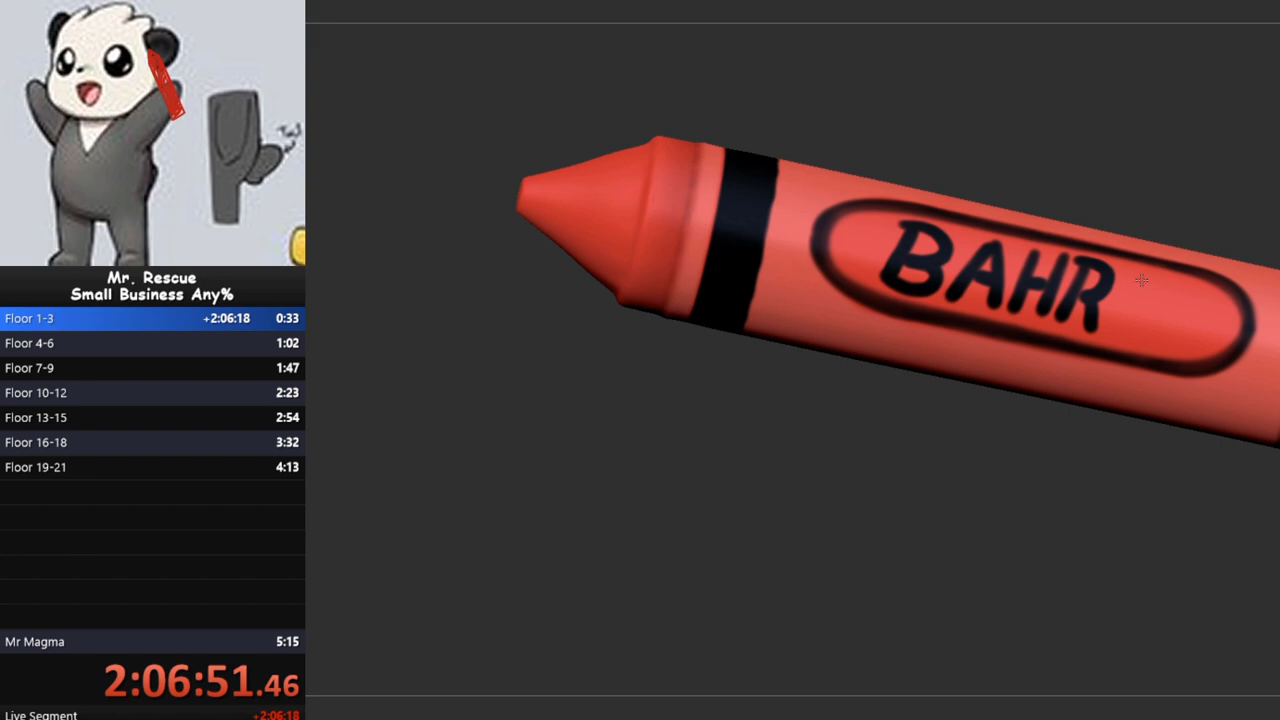 Mr. Rescue
Small Business Any%
Floor 1-3 +2:06:18 0:33
Floor 4-6 1:02
Floor 7-9 1:47
Floor 10-12 2:23
Floor 13-15 2:54
Floor 16-18 3:32
Floor 19-21 4:13
Mr Magma 5:15
2:06:51.46
Live Segment +2:06:18
BAHR